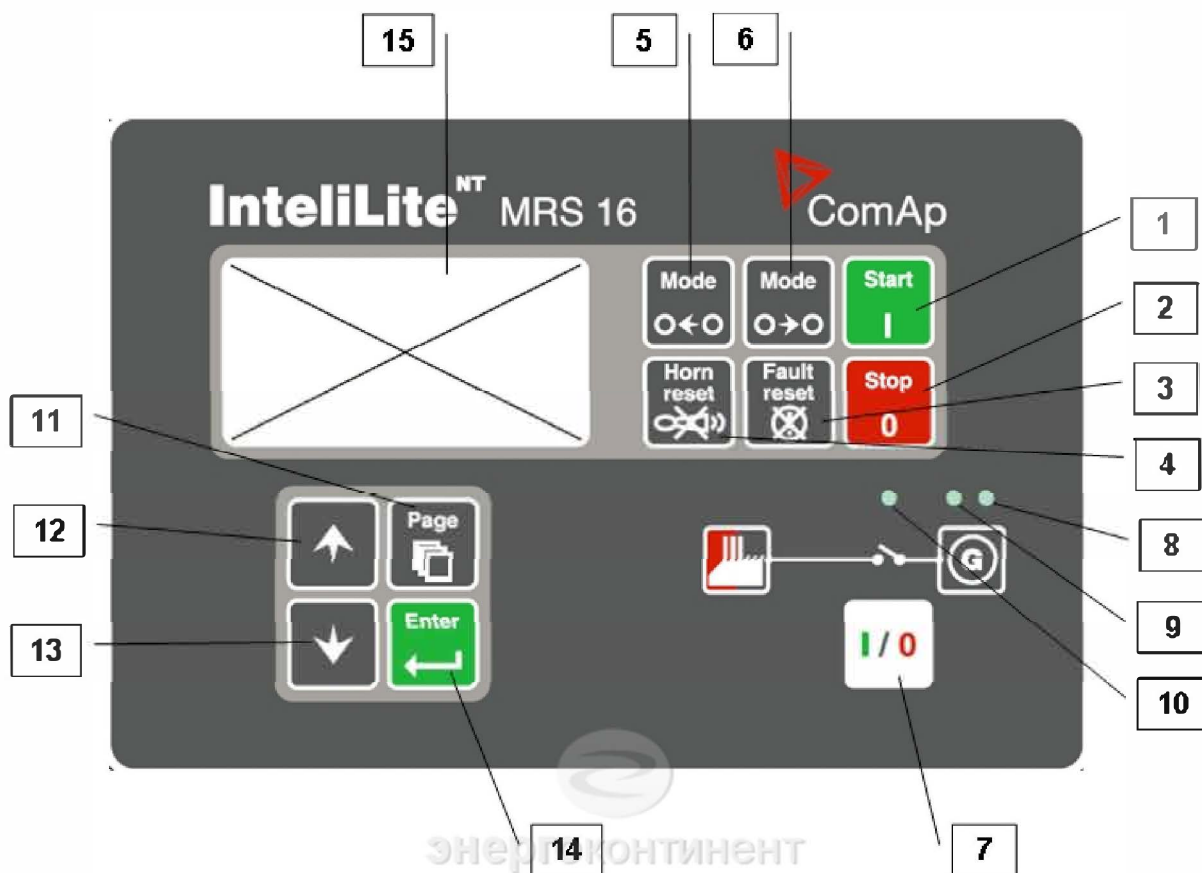 15 5 6
InteliLite NT MRS 16
ComAp
1
Mode
Mode
Start
I
2
Horn reset
Fault reset
Stop
0
3
4
11
12
Page
8
G
13
Enter
9
I / 0
10
14
7
энергоконтинент